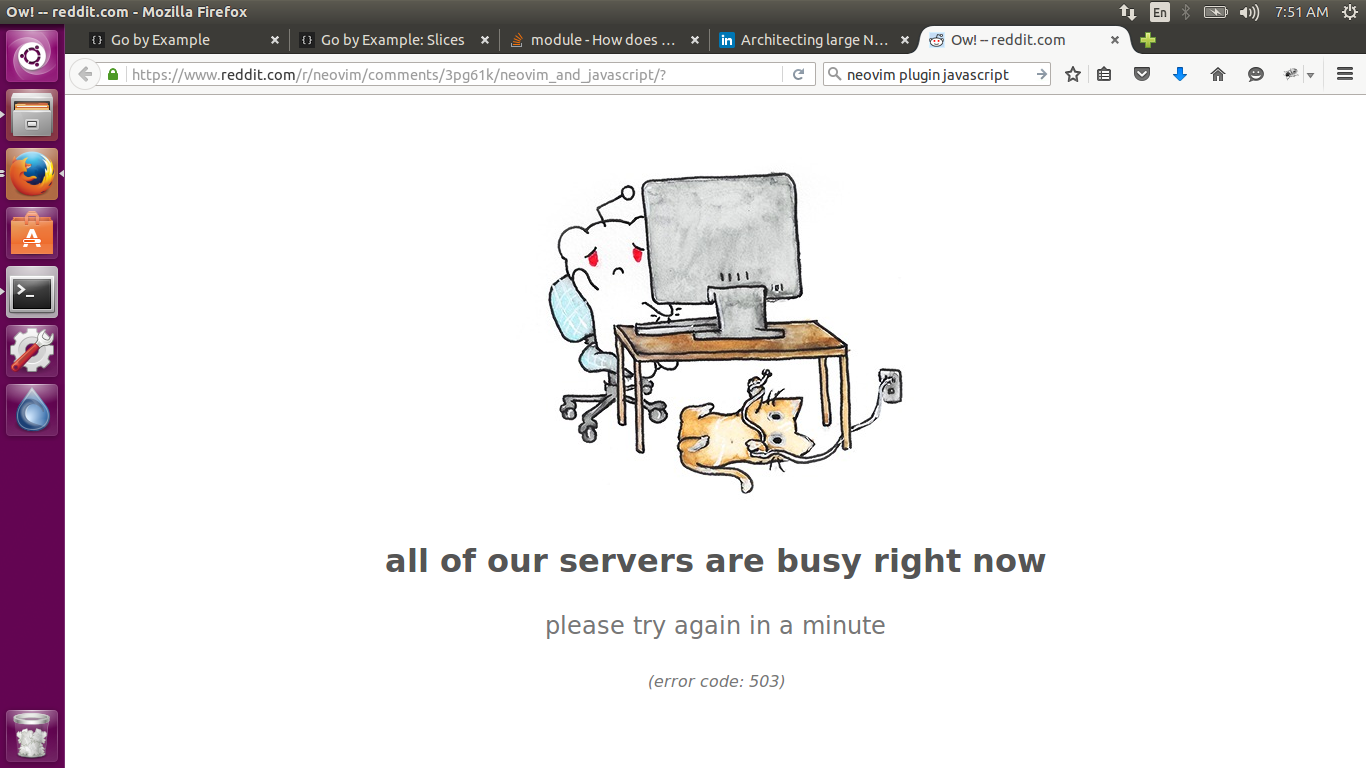 Ow! -- reddit.com - Mozilla Firefox
En
7:51 AM
Go by Example
Go by Example: Slices
module - How does ...
Architecting large N...
Ow! -- reddit.com
https://www.reddit.com/r/neovim/comments/3pg61k/neovim_and_javascript/?
neovim plugin javascript
all of our servers are busy right now
please try again in a minute
(error code: 503)